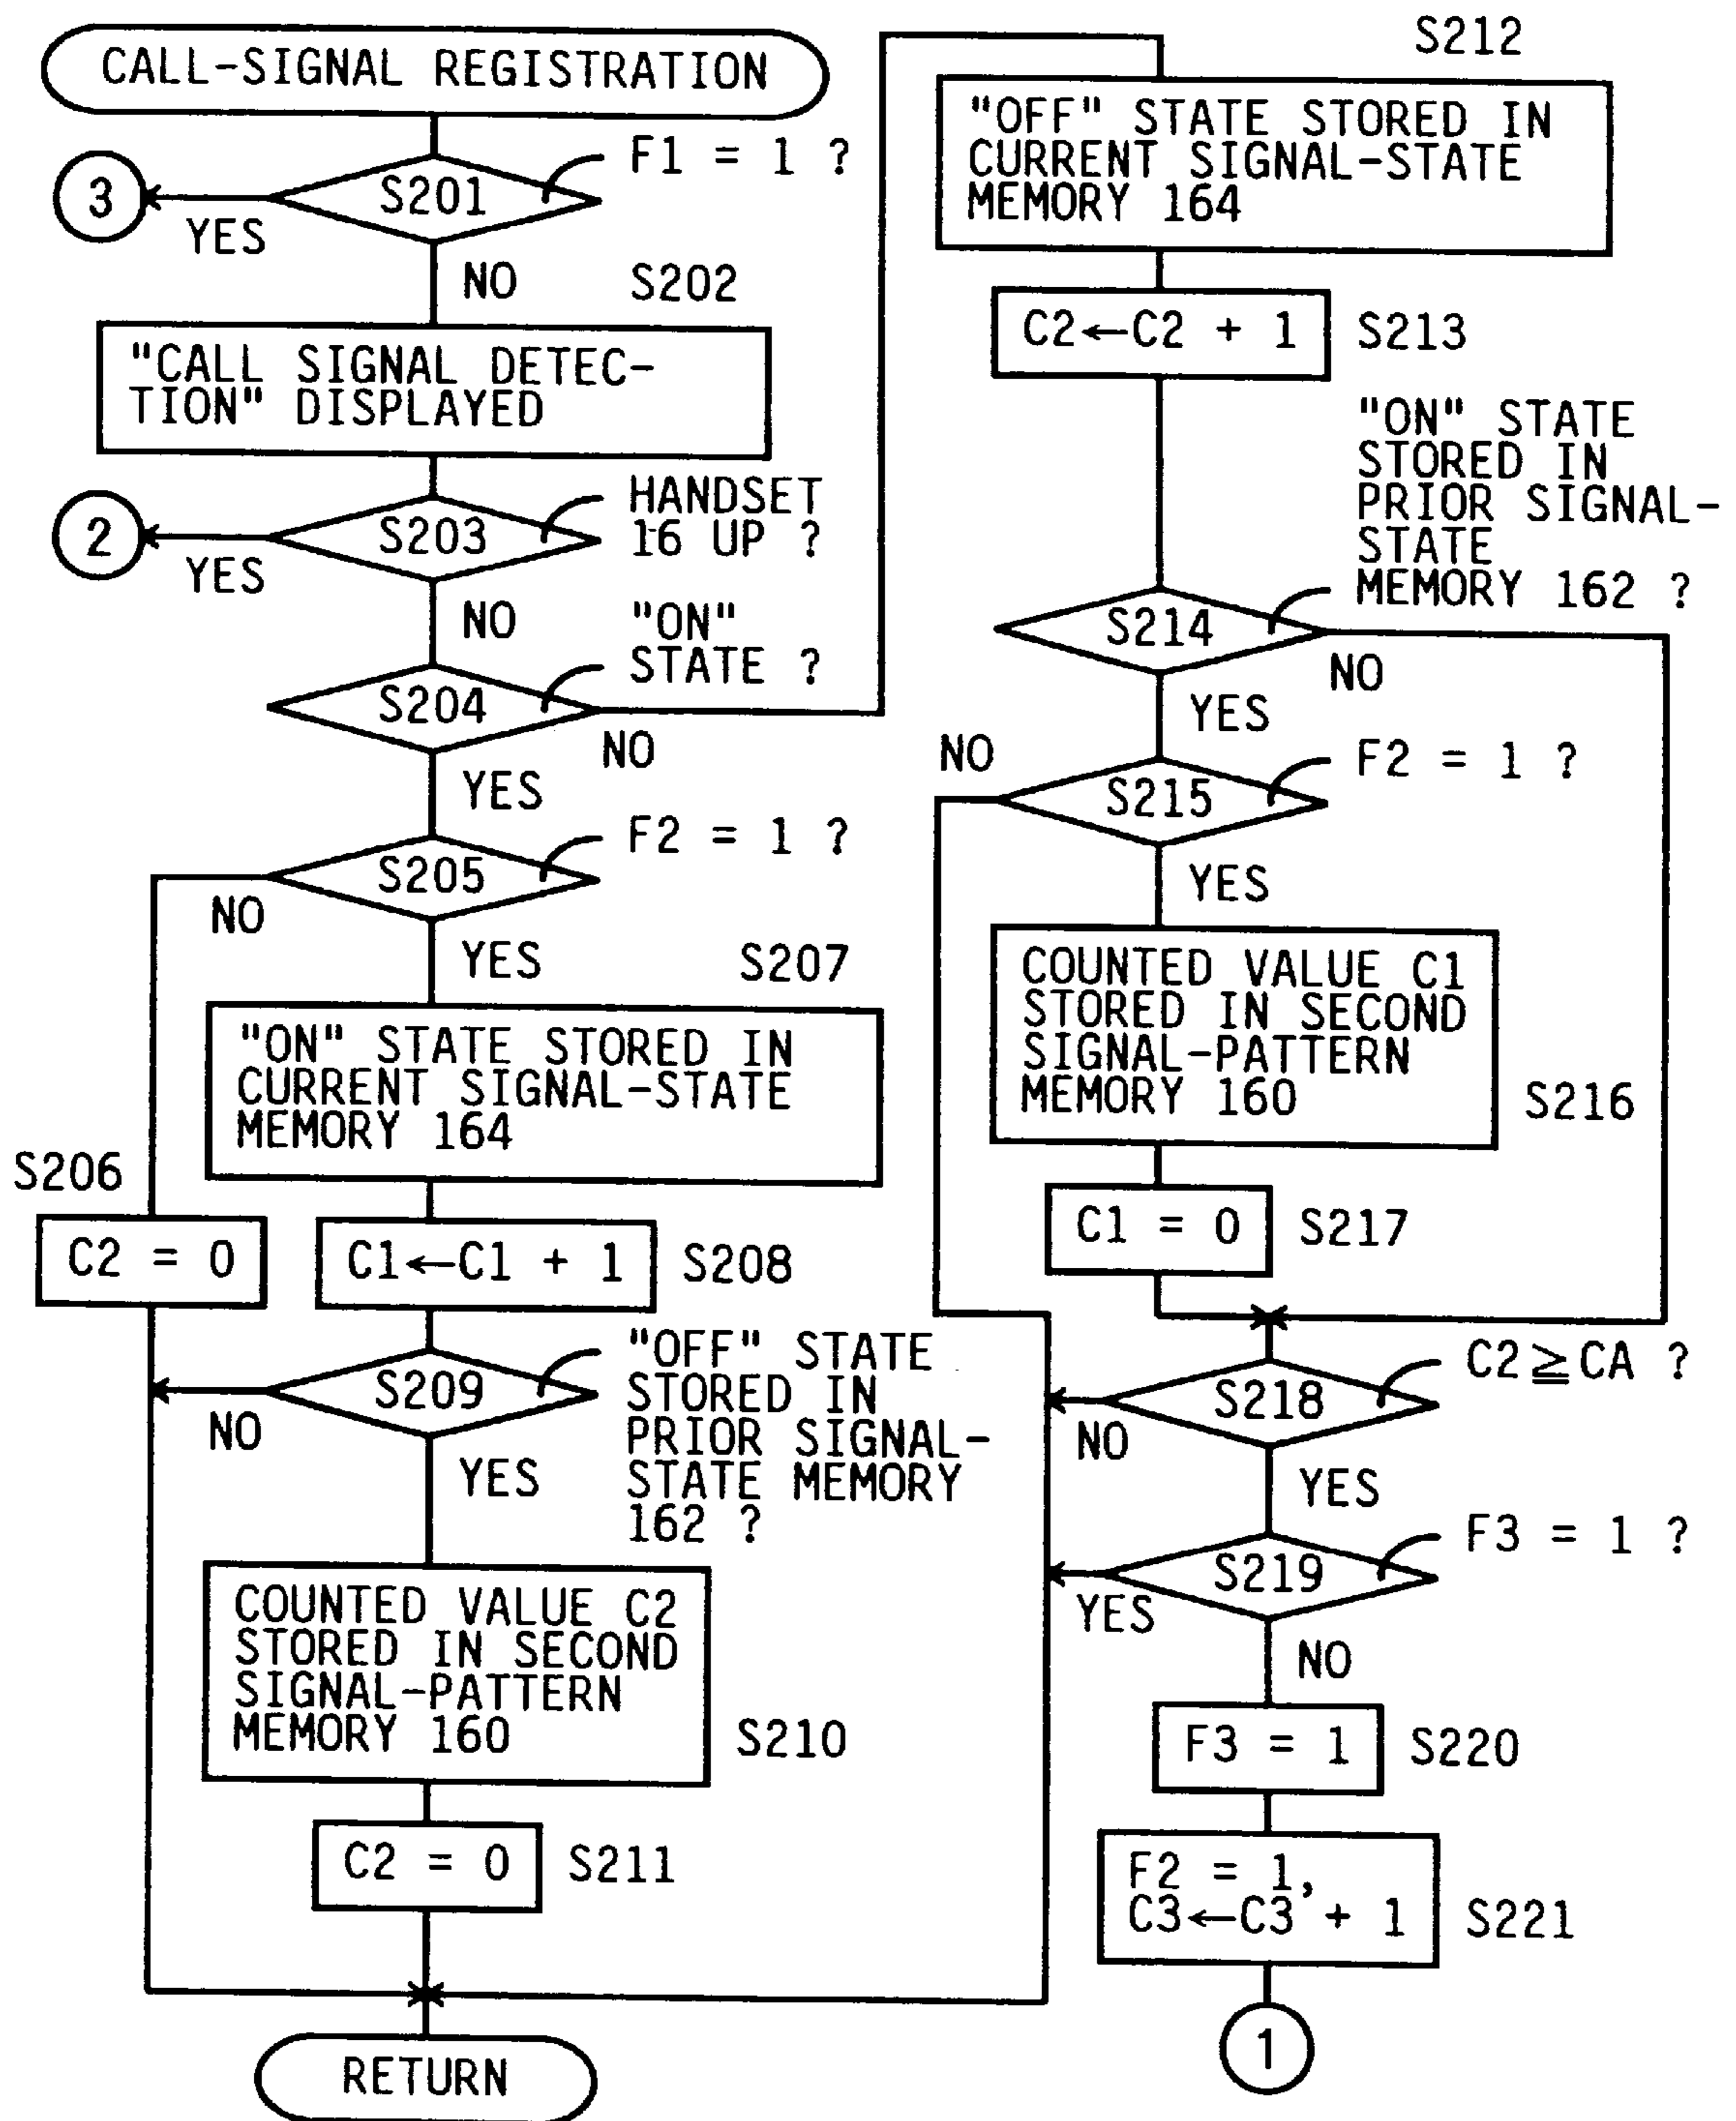 CALL-SIGNAL REGISTRATION
F1 = 1 ?
S201
3
YES
NO
S202
"CALL SIGNAL DETEC-
TION" DISPLAYED
HANDSET
16 UP ?
S203
2
YES
NO
"ON"
STATE ?
S204
NO
YES
F2 = 1 ?
S205
NO
YES
S207
"ON" STATE STORED IN
CURRENT SIGNAL-STATE
MEMORY 164
S206
C2 = 0
C1←C1 + 1
S208
"OFF" STATE
STORED IN
PRIOR SIGNAL-
STATE MEMORY
162 ?
S209
NO
YES
COUNTED VALUE C2
STORED IN SECOND
SIGNAL-PATTERN
MEMORY 160
S210
C2 = 0
S211
RETURN
S212
"OFF" STATE STORED IN
CURRENT SIGNAL-STATE
MEMORY 164
C2←C2 + 1
S213
"ON" STATE
STORED IN
PRIOR SIGNAL-
STATE
MEMORY 162 ?
S214
NO
YES
NO
F2 = 1 ?
S215
YES
COUNTED VALUE C1
STORED IN SECOND
SIGNAL-PATTERN
MEMORY 160
S216
C1 = 0
S217
C2≧CA ?
S218
NO
YES
F3 = 1 ?
S219
YES
NO
F3 = 1
S220
F2 = 1,
C3←C3 + 1
S221
1